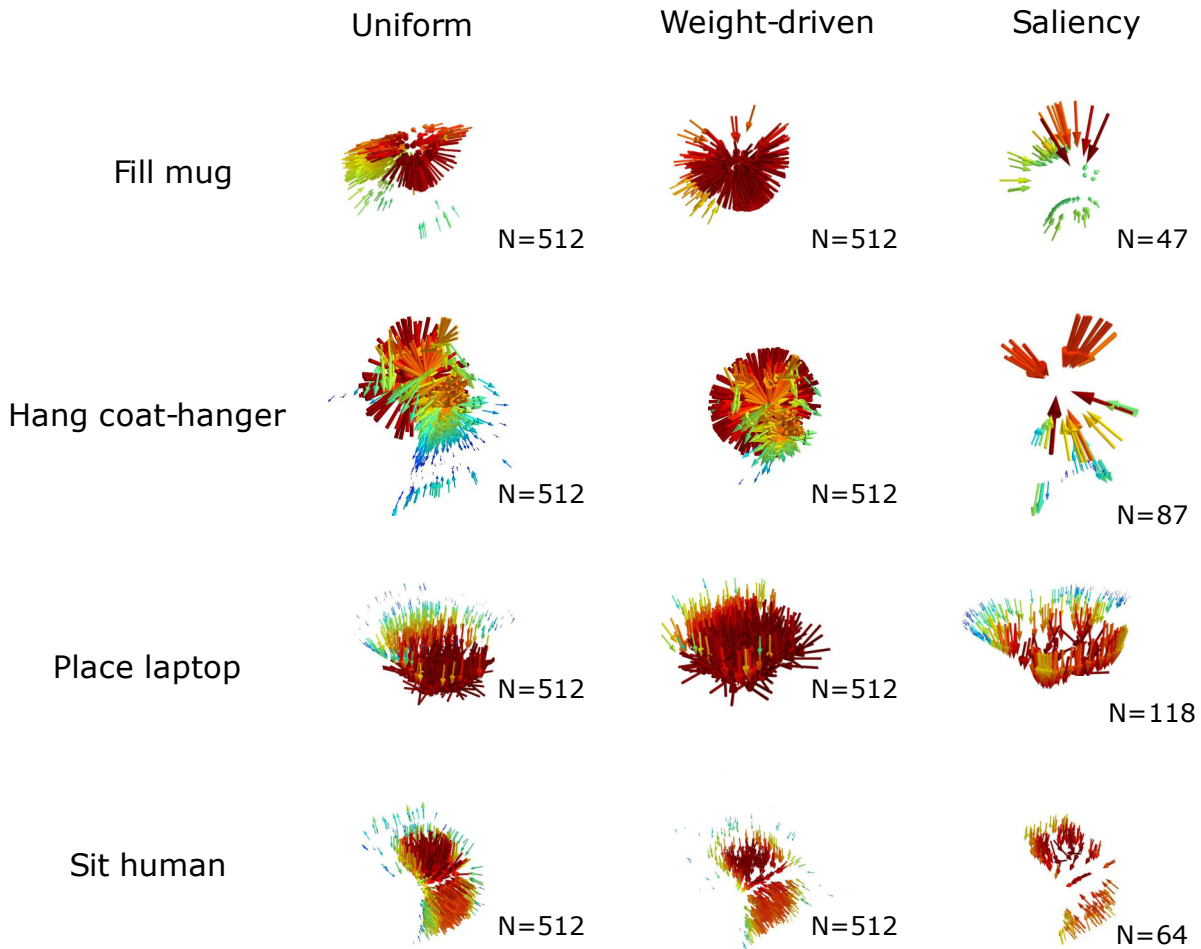 Uniform Weight-driven Saliency
Fill mug
N=512 N=512 N=47
Hang coat-hanger
N=512 N=512 N=87
Place laptop
N=512 N=512 N=118
Sit human
N=512 N=512 N=64